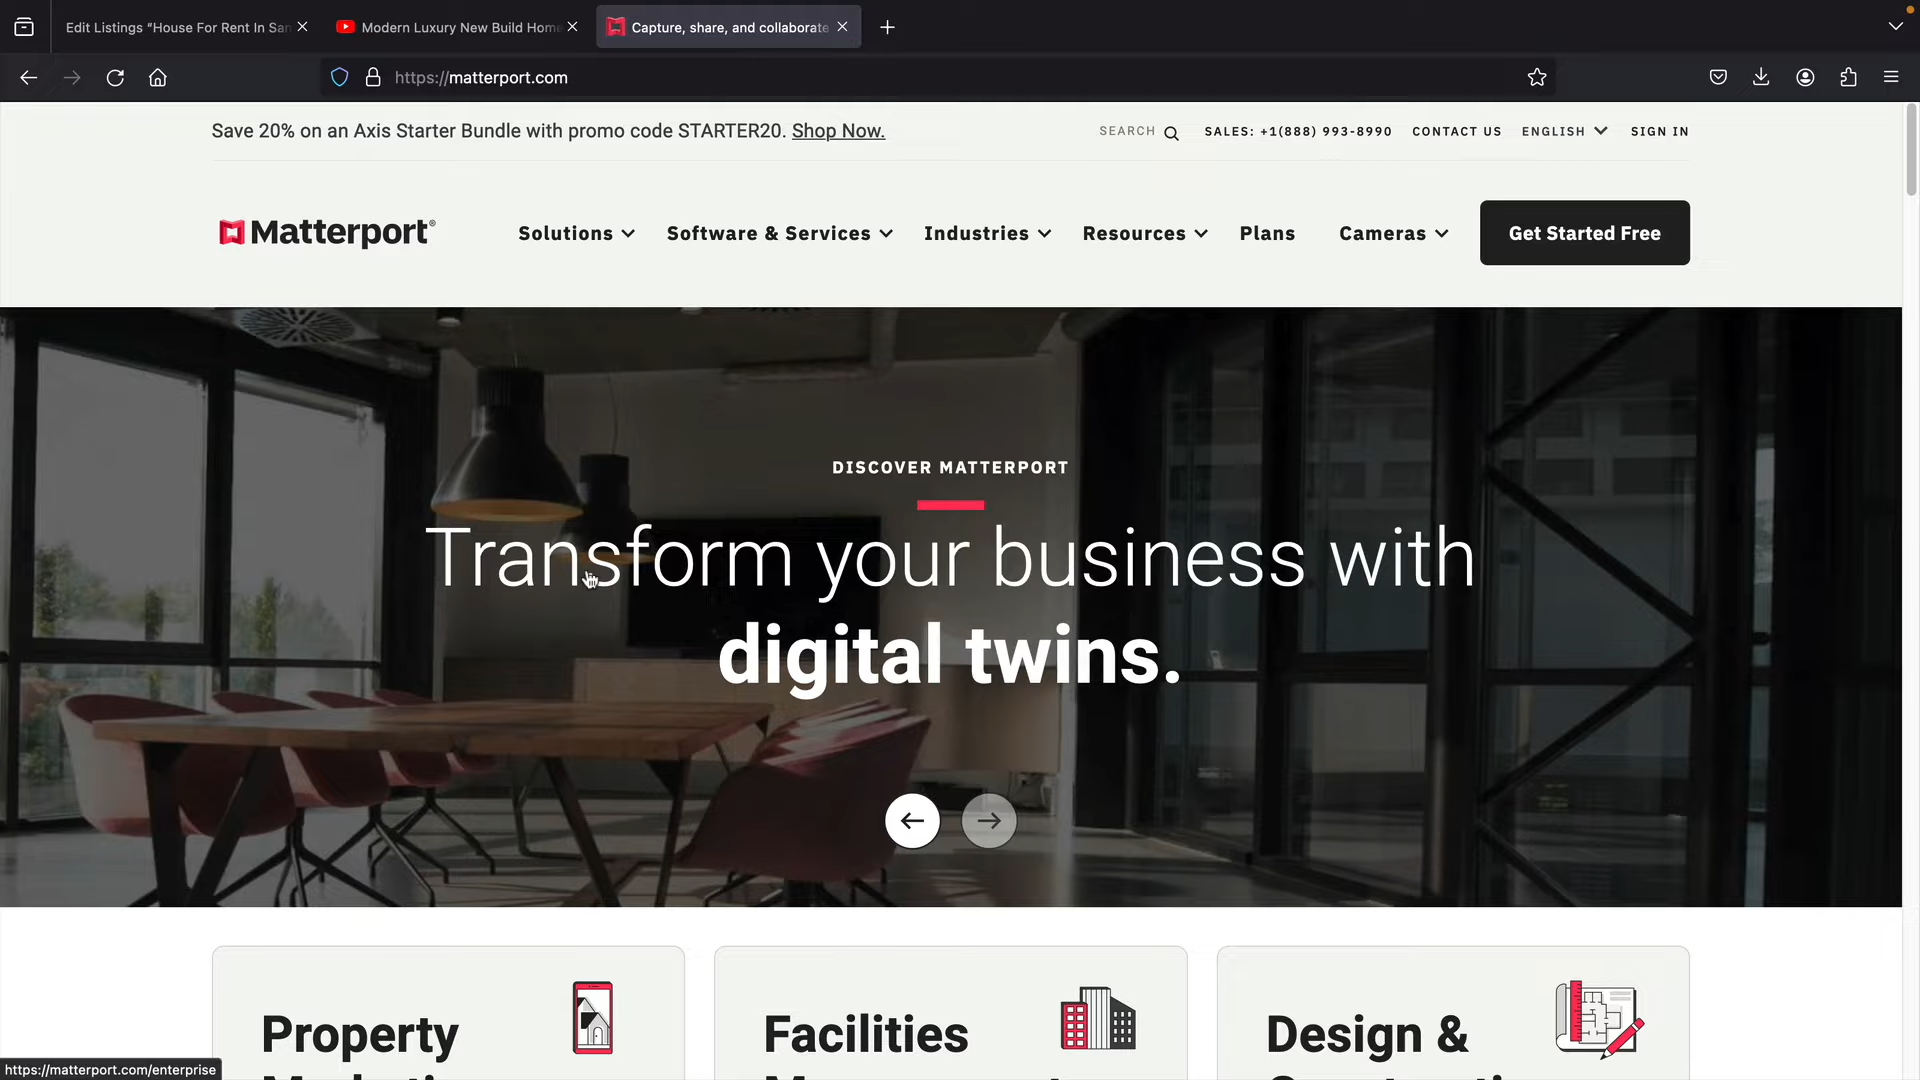 Edit Listings “House For Rent In San
Modern Luxury New Build Home
Capture, share, and collaborate
https://matterport.com
Save 20% on an Axis Starter Bundle with promo code STARTER20. Shop Now.
SEARCH
SALES: +1(888) 993-8990
CONTACT US
ENGLISH
SIGN IN
Matterport®
Solutions
Software & Services
Industries
Resources
Plans
Cameras
Get Started Free
DISCOVER MATTERPORT
Transform your business with
digital twins.
Property
Facilities
Design &
https://matterport.com/enterprise